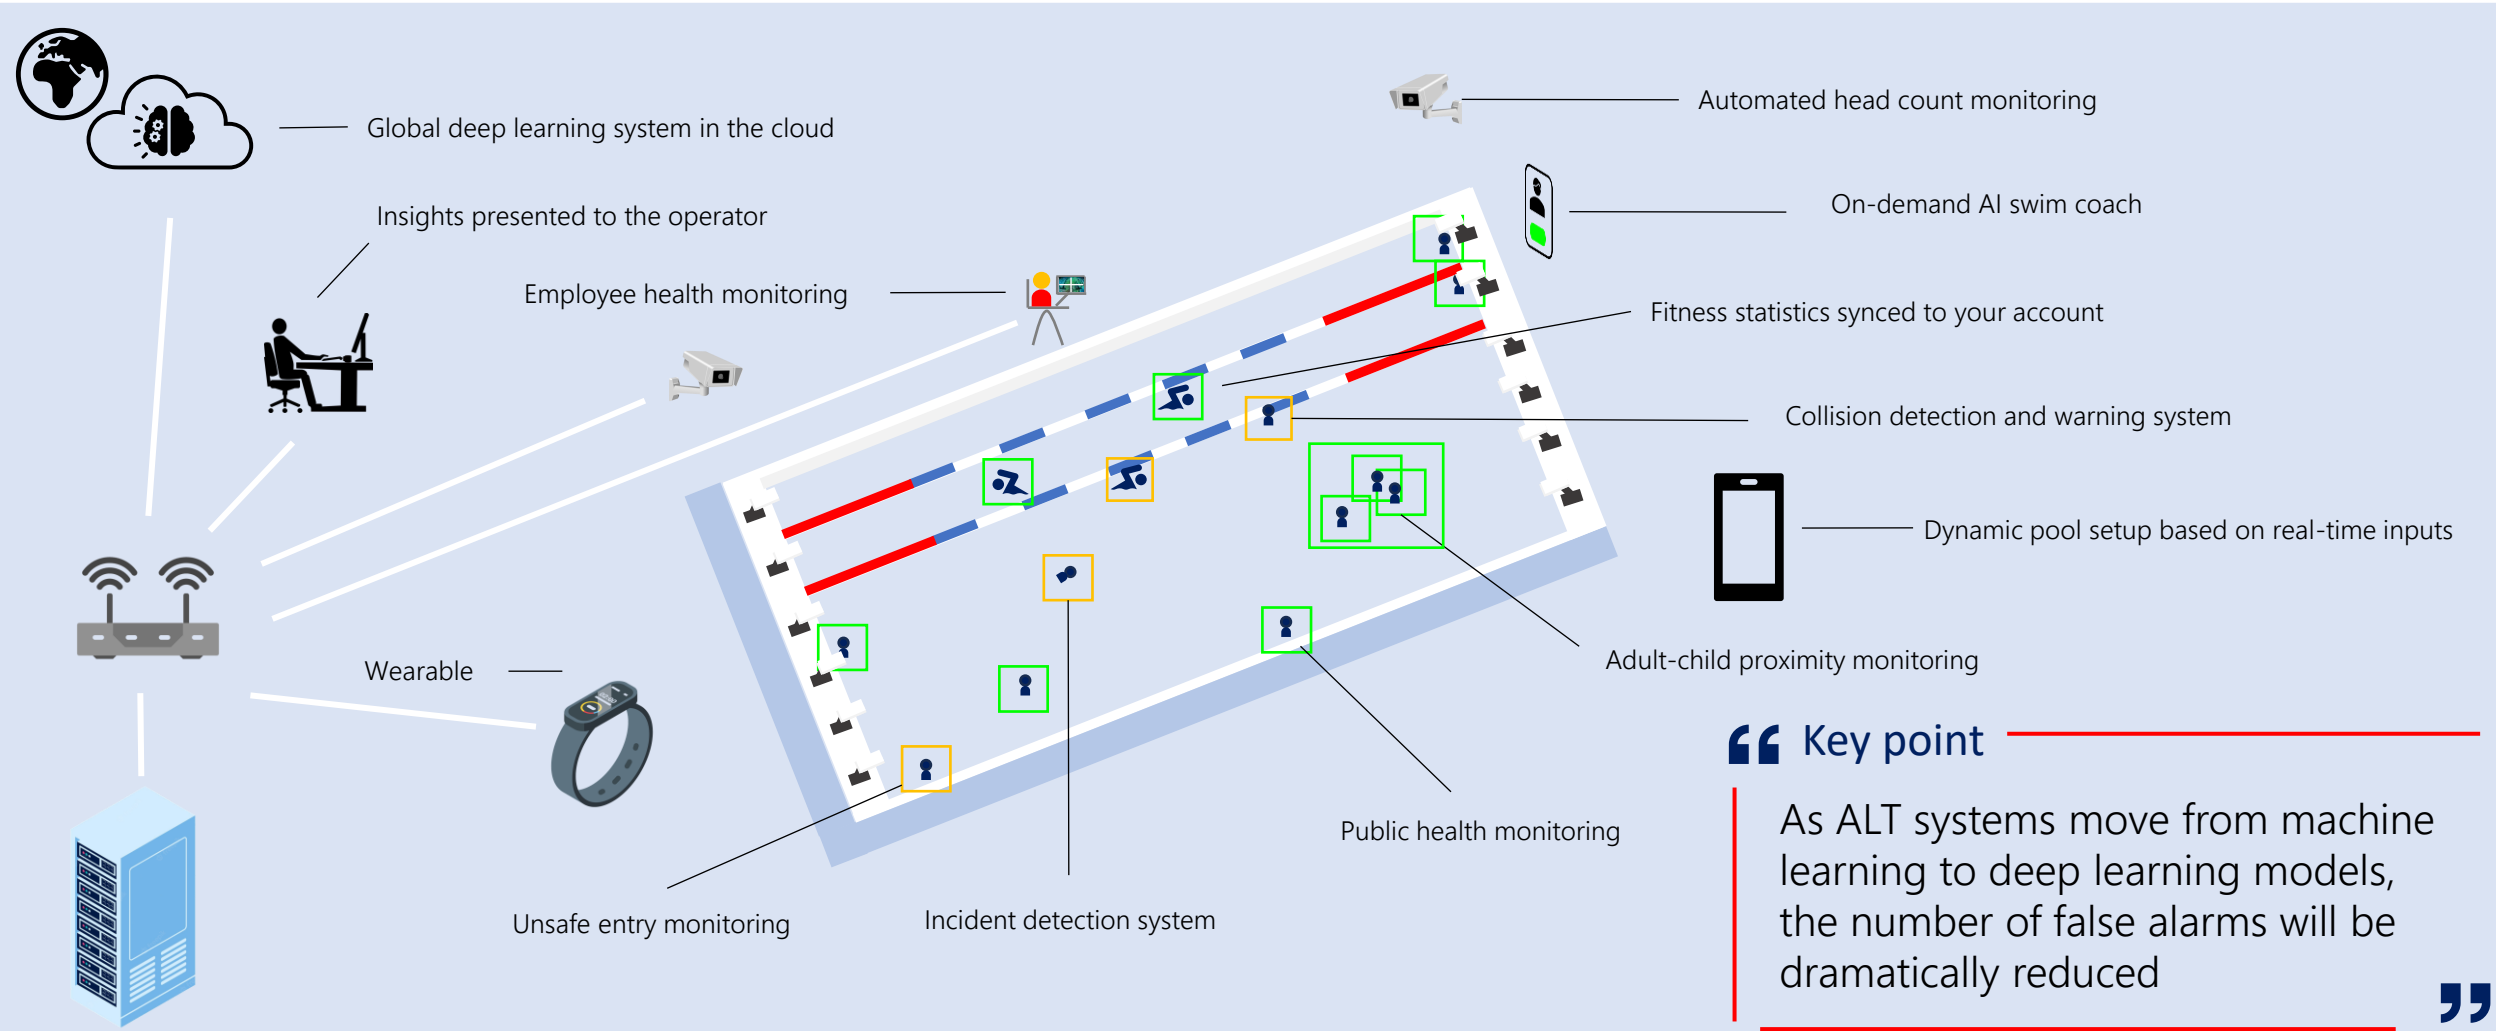 Automated head count monitoring
Global deep learning system in the cloud
On-demand AI swim coach
Insights presented to the operator
Employee health monitoring
Fitness statistics synced to your account
Collision detection and warning system
Dynamic pool setup based on real-time inputs
Adult-child proximity monitoring
Wearable
Public health monitoring
Unsafe entry monitoring
Incident detection system
“ Key point
As ALT systems move from machine
learning to deep learning models,
the number of false alarms will be
dramatically reduced
”